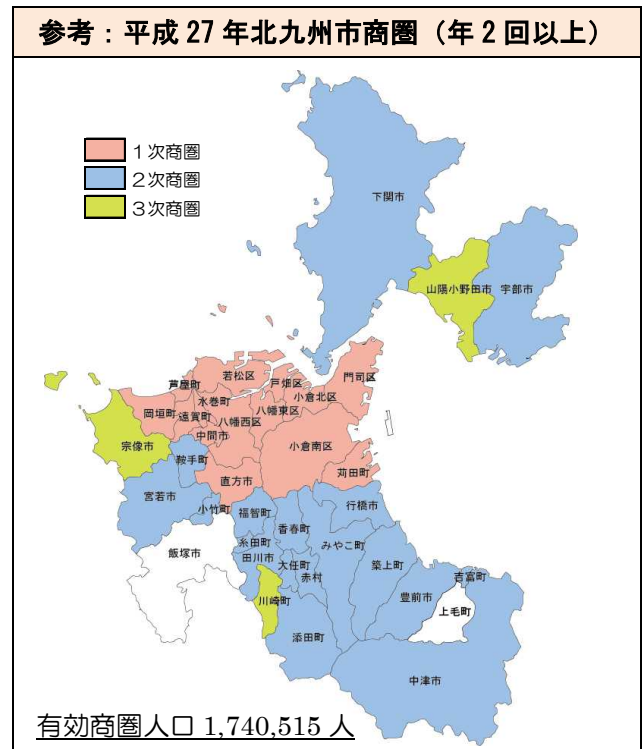 参考：平成 27 年北九州市商圏（年 2 回以上）
１次商圏
２次商圏
３次商圏
下関市
山陽小野田市
宇部市
若松区
戸畑区
門司区
芦屋町
小倉北区
水巻町
岡垣町
遠賀町
八幡東区
八幡西区
中間市
小倉南区
宗像市
鞍手町
苅田町
直方市
宮若市
小竹町
福智町
行橋市
香春町
糸田町
みやこ町
飯塚市
田川市
大任町
赤村
築上町
吉富町
川崎町
豊前市
上毛町
添田町
中津市
有効商圏人口 1,740,515 人